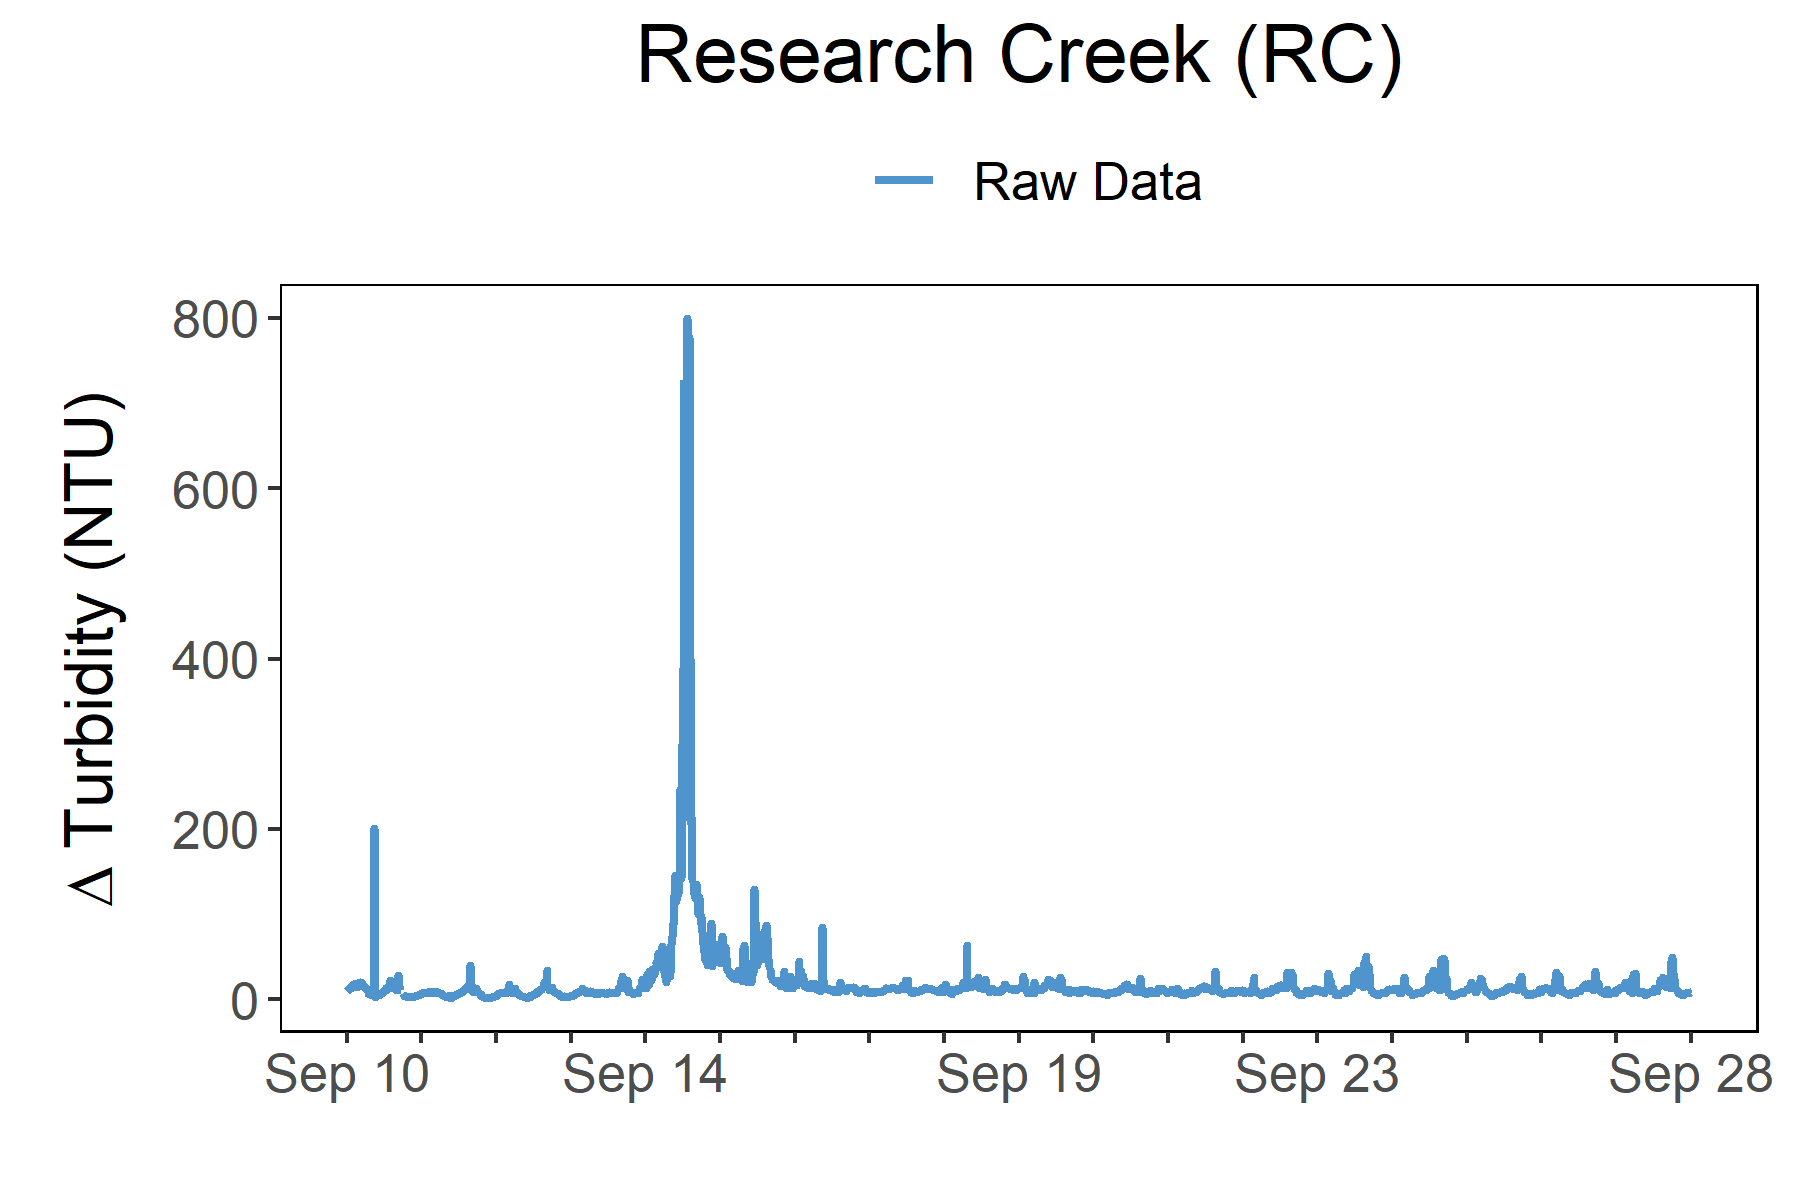 Research Creek (RC)
Raw Data
Δ Turbidity (NTU)
800
600
400
200
0
Sep 10 Sep 14 Sep 19 Sep 23 Sep 28